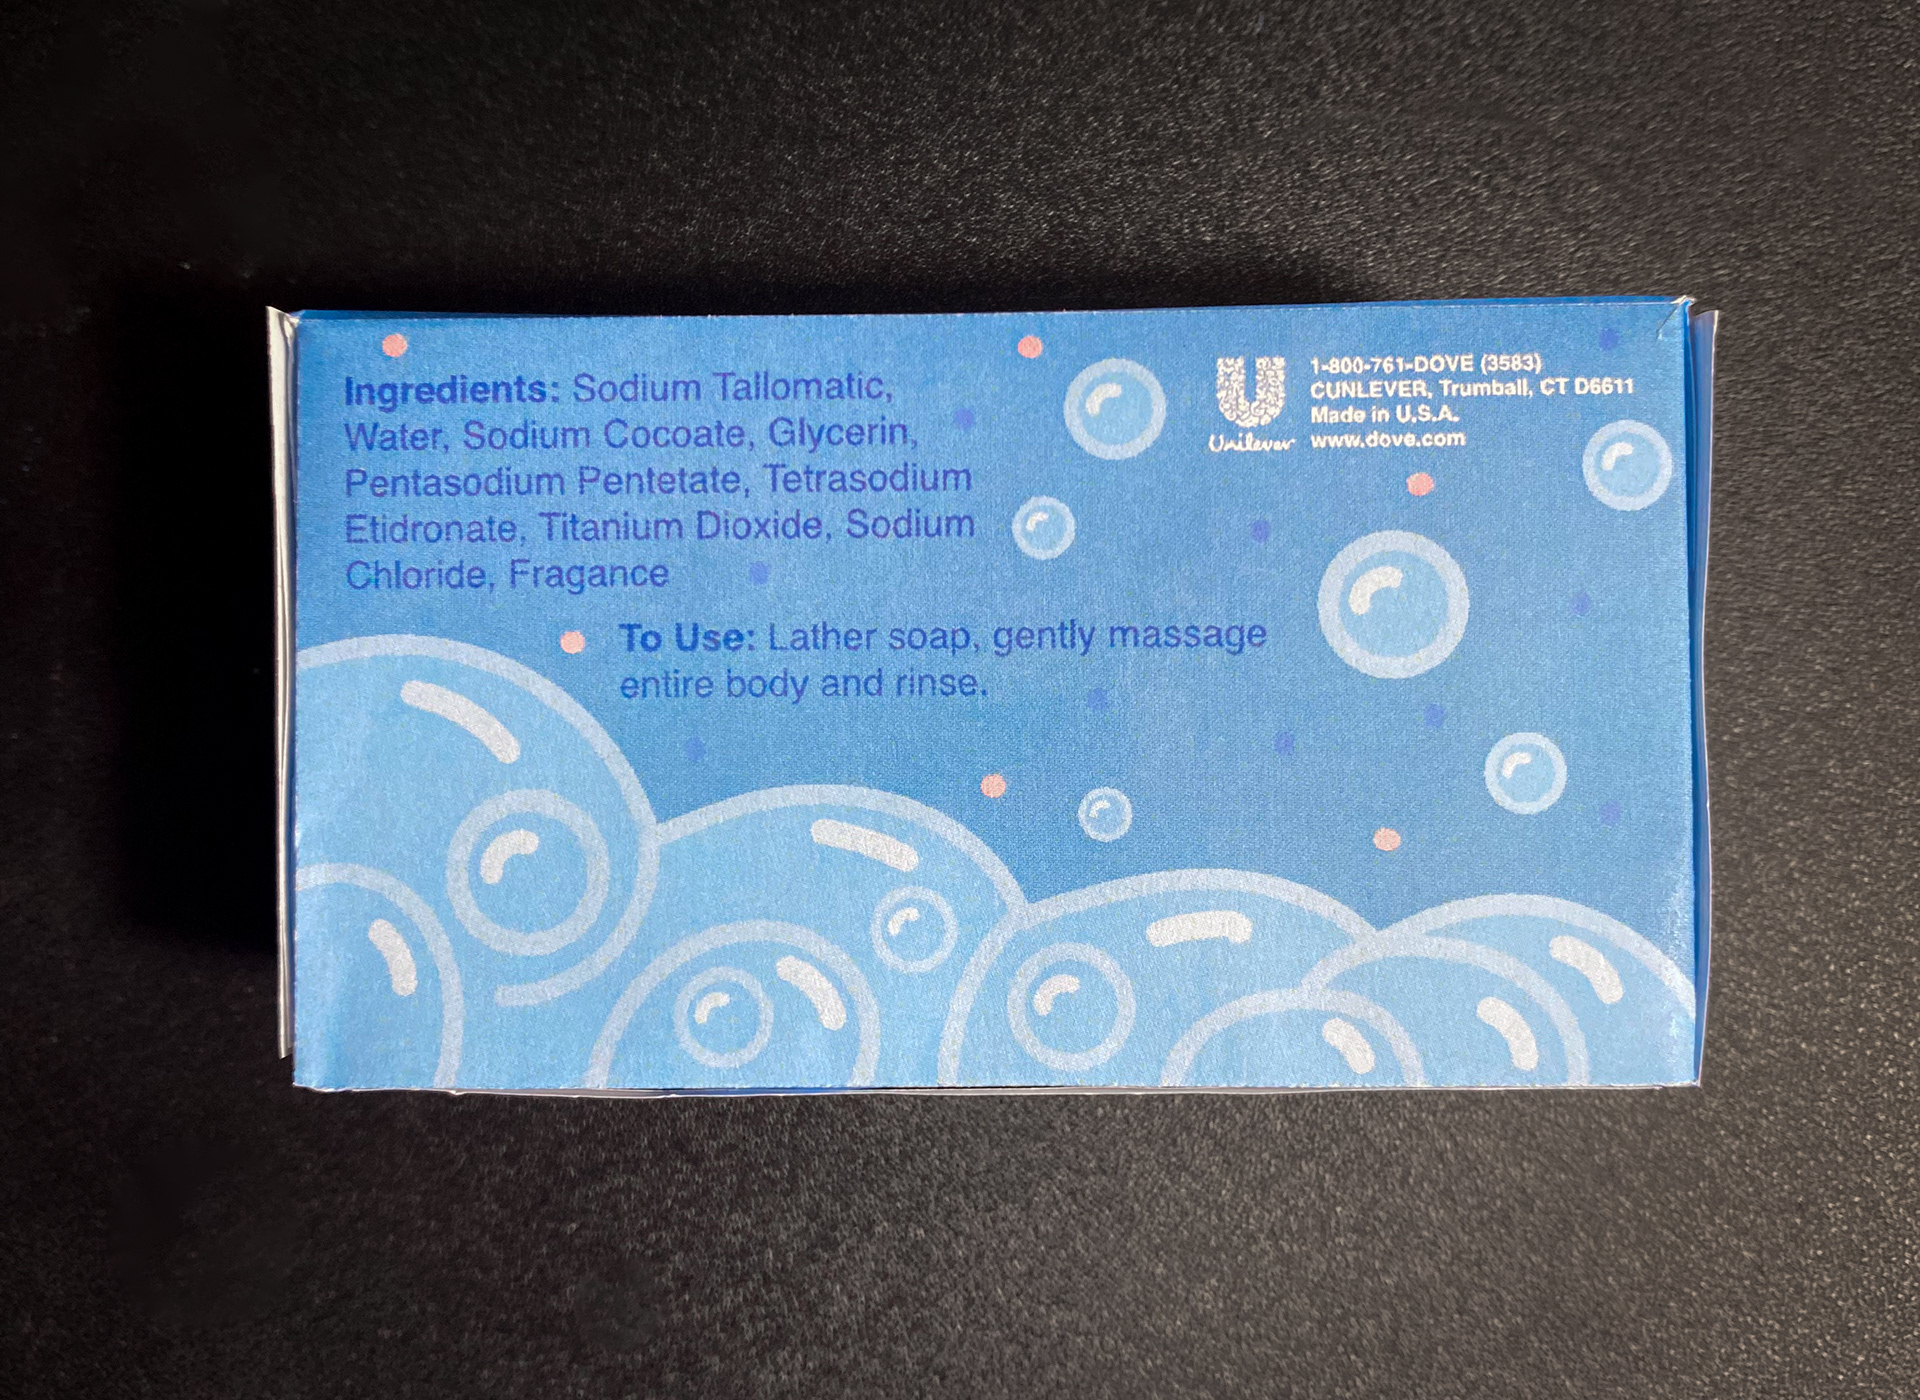 Ingredients: Sodium Tallomatic,
Water, Sodium Cocoate, Glycerin,
Pentasodium Pentetate, Tetrasodium
Etidronate, Titanium Dioxide, Sodium
Chloride, Fragance
To Use: Lather soap, gently massage
entire body and rinse.
Unilever
1-800-761-DOVE (3583)
CUNLEVER, Trumball, CT D6611
Made in U.S.A.
www.dove.com